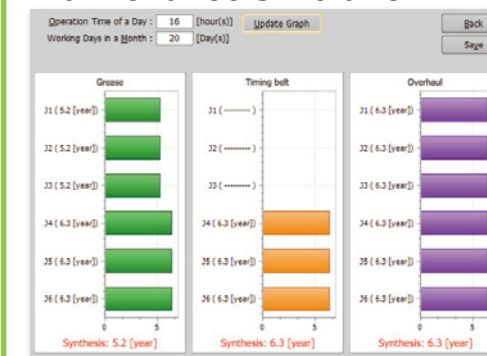 Operation Time of a Day : 16 [hour(s)] Update Graph Back
Working Days in a Month : 20 [Day(s)] Save
Grease
J1 ( 5.2 [year])
J2 ( 5.2 [year])
J3 ( 5.2 [year])
J4 ( 6.3 [year])
J5 ( 6.3 [year])
J6 ( 6.3 [year])
0 5
Synthesis: 5.2 [year]
Timing belt
J1 ( --------- )
J2 ( --------- )
J3 ( --------- )
J4 ( 6.3 [year])
J5 ( 6.3 [year])
J6 ( 6.3 [year])
0 5
Synthesis: 6.3 [year]
Overhaul
J1 ( 6.3 [year])
J2 ( 6.3 [year])
J3 ( 6.3 [year])
J4 ( 6.3 [year])
J5 ( 6.3 [year])
J6 ( 6.3 [year])
0 5
Synthesis: 6.3 [year]